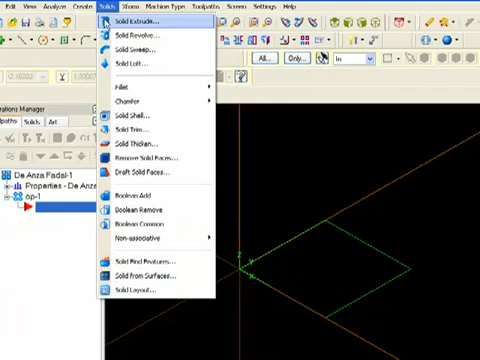 Edit View Analyze Create Solids Xform Machine Type Toolpaths Screen Settings Help
Solid Extrude...
Solid Revolve...
Solid Sweep...
Solid Loft...
All... Only... In
Fillet
Chamfer
erations Manager
Solid Shell...
lpaths Solids Art
Solid Trim...
Solid Thicken...
Remove Solid Faces...
De Anza Fadal-1
Draft Solid Faces...
Properties - De Anza
op-1
Boolean Add
Boolean Remove
Boolean Common
Non-associative
Z
Y
X
Solid Find Features...
Solid from Surfaces...
Solid Layout...